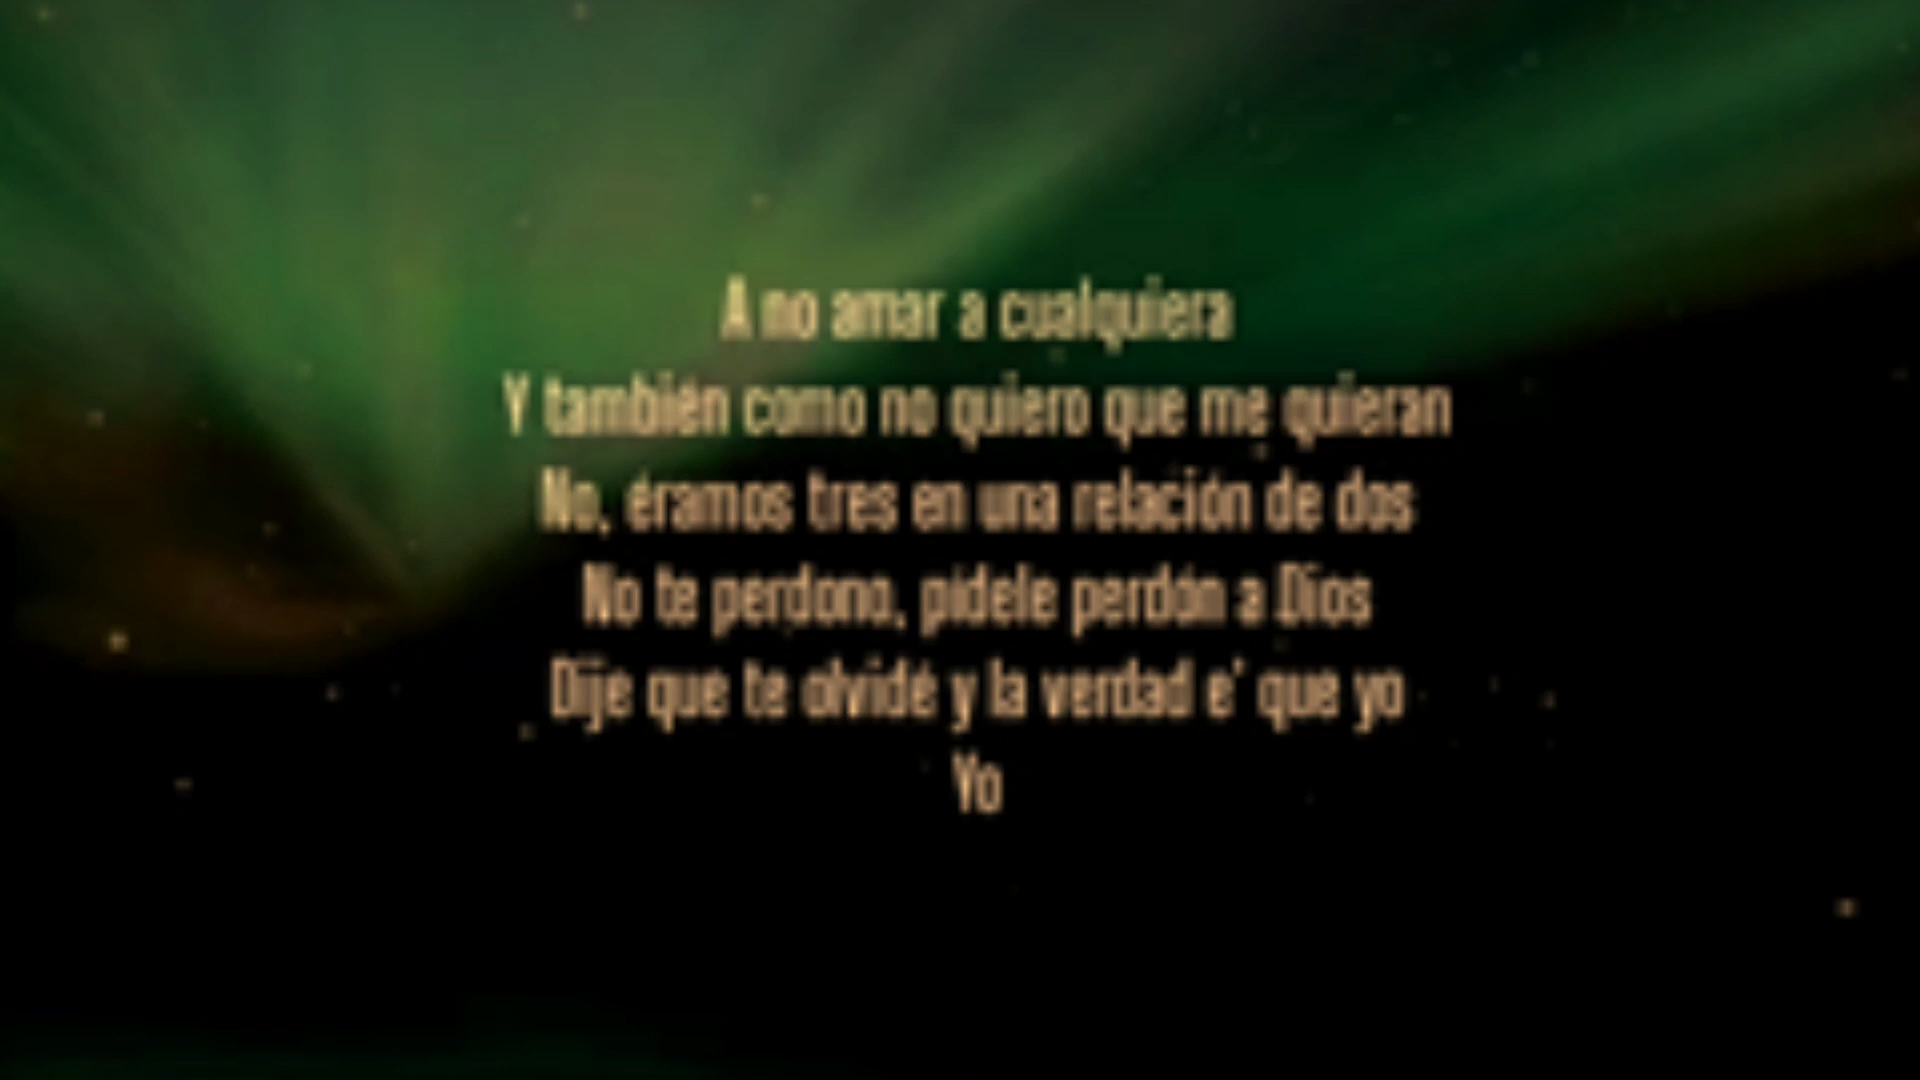 A no amar a cualquiera
Y también como no quiero que me quieran
No, éramos tres en una relación de dos
No te perdono, pídele perdón a Dios
Dije que te olvidé y la verdad e' que yo
Yo